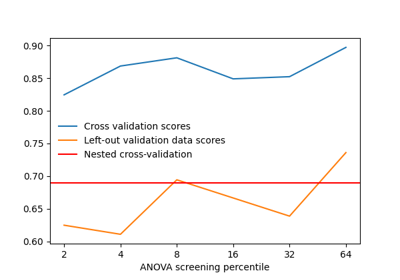 0.90
0.85
0.80
0.75
0.70
0.65
0.60
Cross validation scores
Left-out validation data scores
Nested cross-validation
2 4 8 16 32 64
ANOVA screening percentile